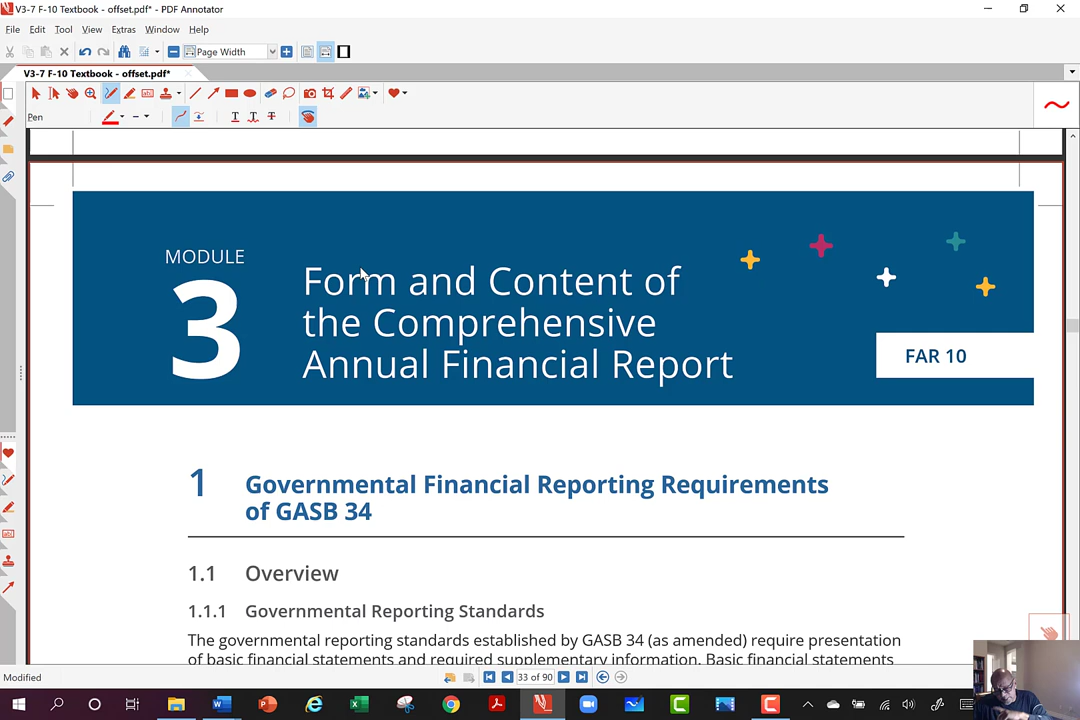 V3-7 F-10 Textbook - offset.pdf* - PDF Annotator
File Edit Tool View Extras Window Help
Page Width
V3-7 F-10 Textbook - offset.pdf*
Pen
MODULE
3
Form and Content of
the Comprehensive
Annual Financial Report
FAR 10
1 Governmental Financial Reporting Requirements
of GASB 34
1.1 Overview
1.1.1 Governmental Reporting Standards
The governmental reporting standards established by GASB 34 (as amended) require presentation
of basic financial statements and required supplementary information. Basic financial statements
Modified
33 of 90